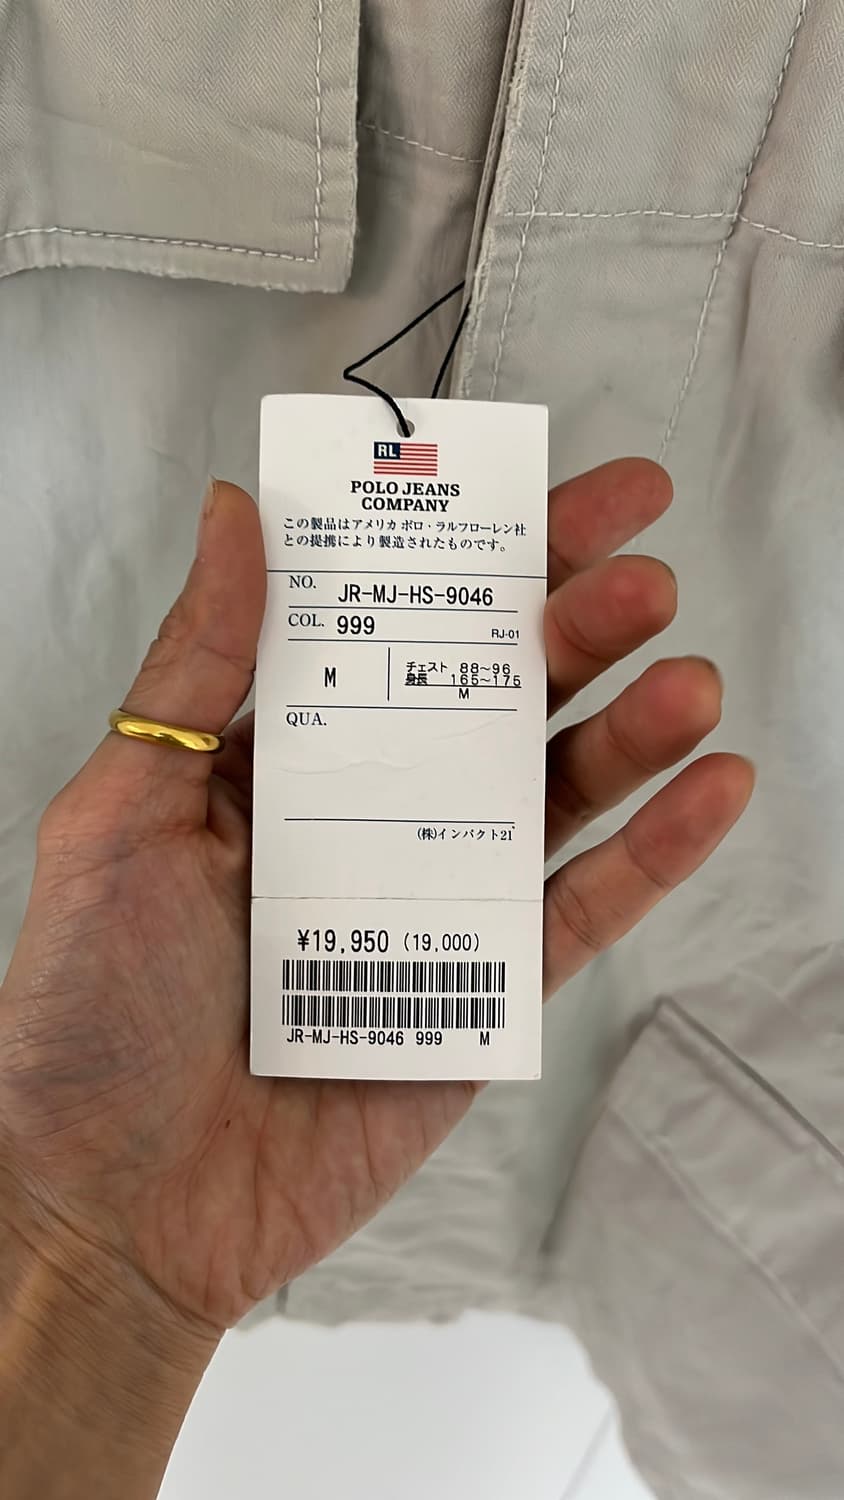 RL
POLO JEANS
COMPANY
この製品はアメリカ ポロ・ラルフローレン社
との提携により製造されたものです。
NO. JR-MJ-HS-9046
COL. 999 RJ-01
M チェスト 88~96
身長 165~175
M
QUA.
(株)インパクト21
¥19,950 (19,000)
JR-MJ-HS-9046 999 M